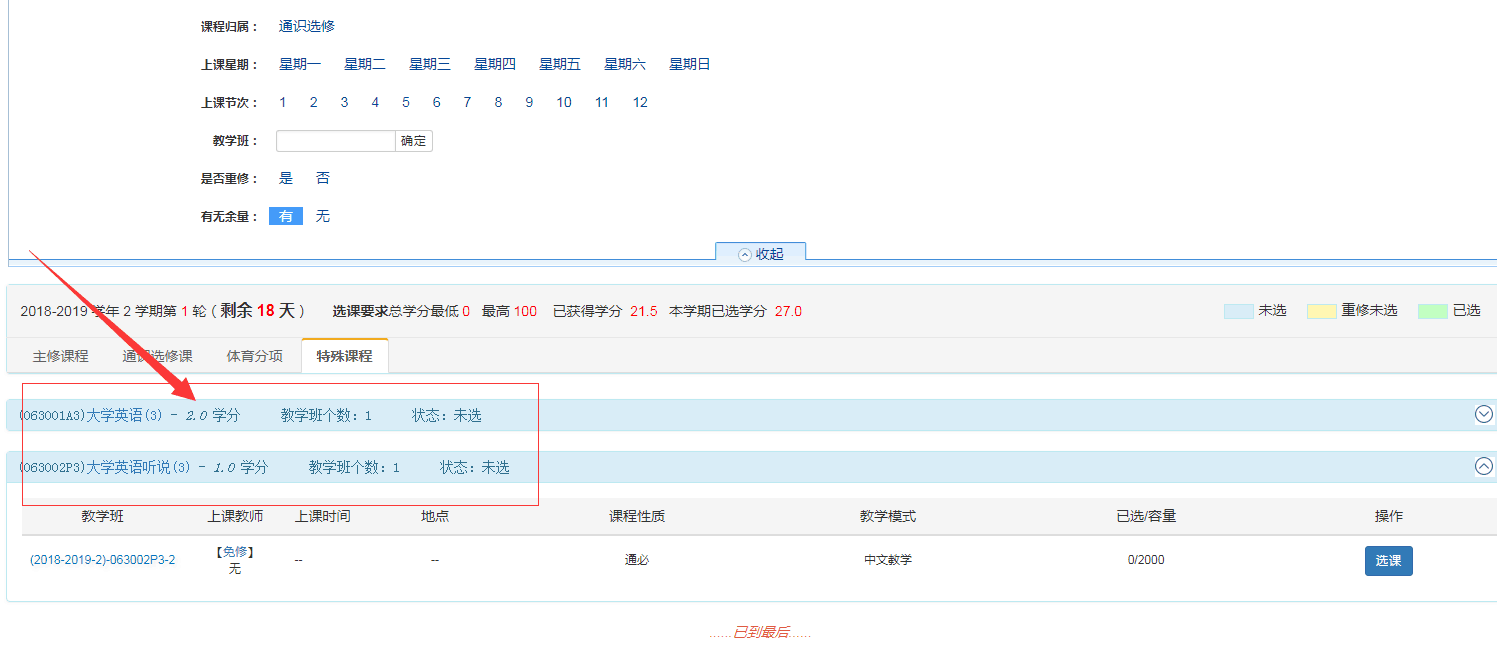 课程归属： 通识选修
上课星期： 星期一 星期二 星期三 星期四 星期五 星期六 星期日
上课节次： 1 2 3 4 5 6 7 8 9 10 11 12
教学班： 确定
是否重修： 是 否
有无余量： 有 无
收起
2018-2019 学年 2 学期第 1 轮 ( 剩余 18 天 ) 选课要求总学分最低 0 最高 100 已获得学分 21.5 本学期已选学分 27.0 未选 重修未选 已选
主修课程 通识选修课 体育分项 特殊课程
(063001A3)大学英语(3) - 2.0 学分 教学班个数：1 状态：未选
(063002P3)大学英语听说(3) - 1.0 学分 教学班个数：1 状态：未选
教学班 上课教师 上课时间 地点 课程性质 教学模式 已选/容量 操作
(2018-2019-2)-063002P3-2 【免修】 -- -- 通必 中文教学 0/2000 选课
无
......已到最后......